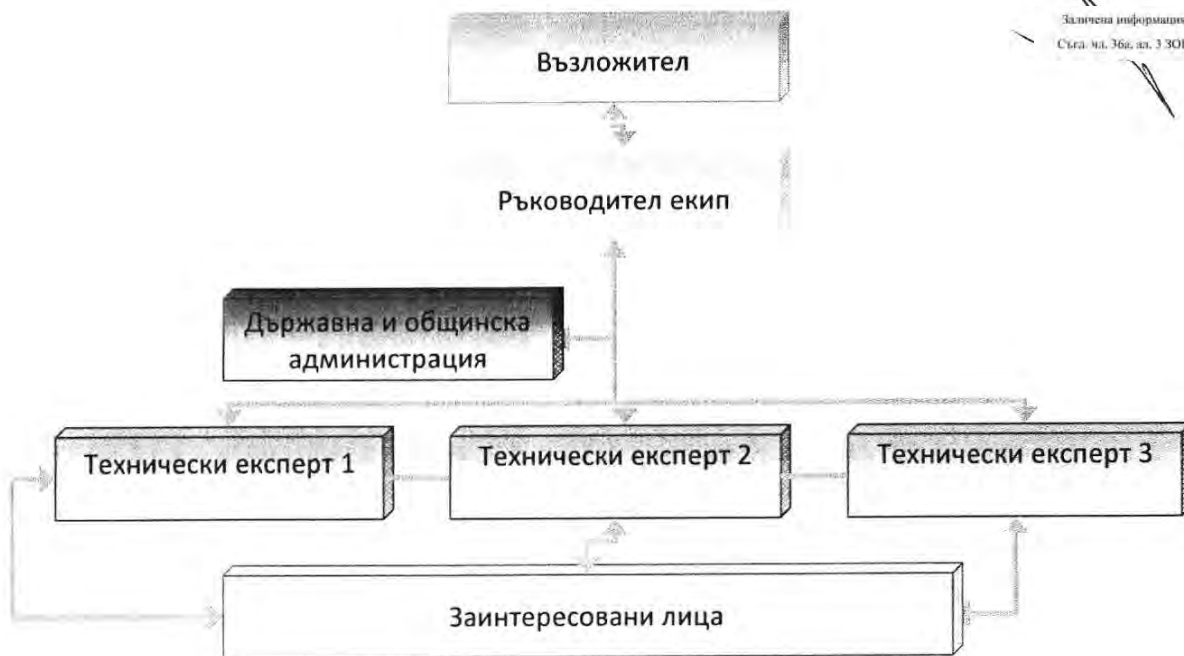 Заличена информация
Съгл. чл. 36а, ал. 3 ЗОП
Възложител
Ръководител екип
Държавна и общинска
администрация
Технически експерт 1
Технически експерт 2
Технически експерт 3
Заинтересовани лица